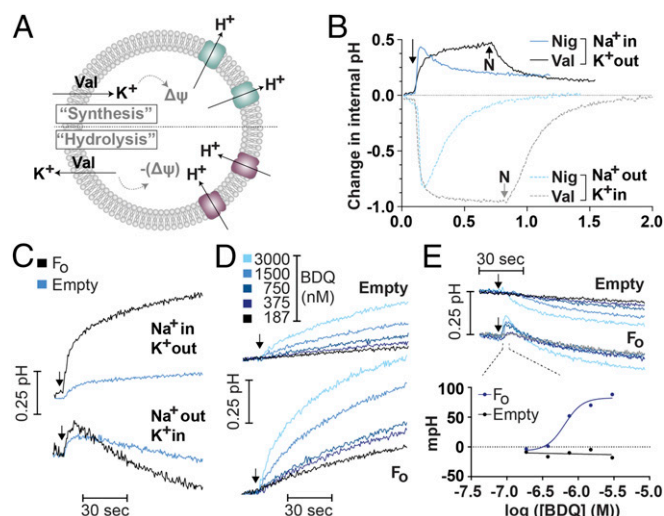 A
Val
K+
Δψ
H+
H+
"Synthesis"
"Hydrolysis"
Val
K+
-(Δψ)
H+
H+
B
Change in internal pH
0.5
0.0
-0.5
-1.0
0.0 0.5 1.0 1.5 2.0
N
Nig Na+in
Val K+out
N
Nig Na+out
Val K+in
C
Fo
Empty
Na+in
K+out
0.25 pH
Na+out
K+in
30 sec
D
3000
1500
750
375
187
BDQ
(nM)
Empty
0.25 pH
Fo
30 sec
E
30 sec
Empty
0.25 pH
Fo
mpH
100
50
0
-50
Fo
Empty
-7.5 -7.0 -6.5 -6.0 -5.5 -5.0
log ([BDQ] (M))